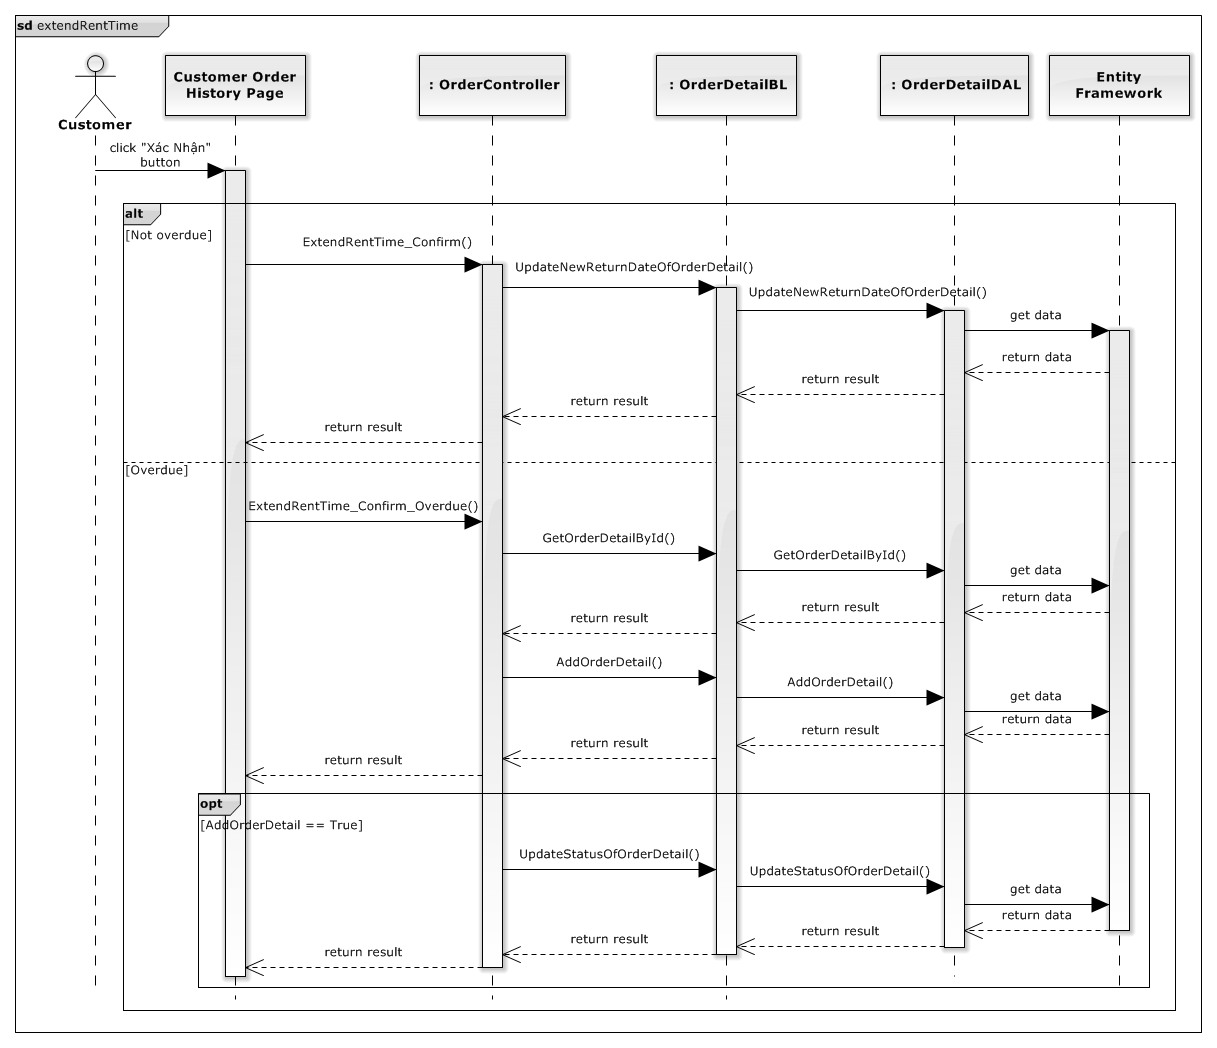 sd extendRentTime
Customer
Customer Order
History Page
: OrderController
: OrderDetailBL
: OrderDetailDAL
Entity
Framework
click "Xác Nhận"
button
alt
[Not overdue]
ExtendRentTime_Confirm()
UpdateNewReturnDateOfOrderDetail()
UpdateNewReturnDateOfOrderDetail()
get data
return data
return result
return result
return result
[Overdue]
ExtendRentTime_Confirm_Overdue()
GetOrderDetailById()
GetOrderDetailById()
get data
return data
return result
return result
AddOrderDetail()
AddOrderDetail()
get data
return data
return result
return result
return result
opt
[AddOrderDetail == True]
UpdateStatusOfOrderDetail()
UpdateStatusOfOrderDetail()
get data
return data
return result
return result
return result